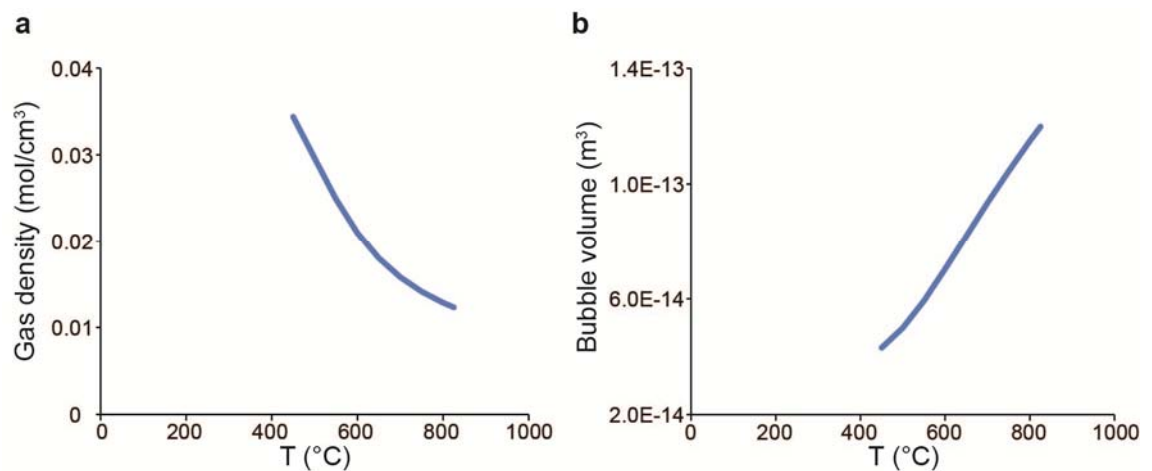 a
Gas density (mol/cm³)
0.04
0.03
0.02
0.01
0
0 200 400 600 800 1000
T (°C)
b
Bubble volume (m³)
1.4E-13
1.0E-13
6.0E-14
2.0E-14
0 200 400 600 800 1000
T (°C)